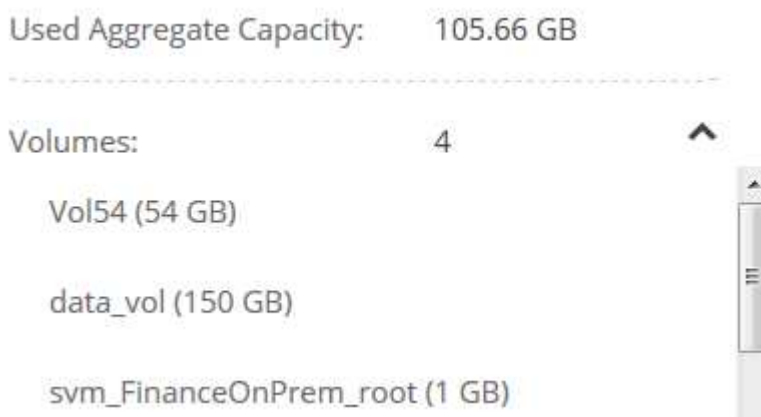 Used Aggregate Capacity: 105.66 GB
Volumes: 4
Vol54 (54 GB)
data_vol (150 GB)
svm_FinanceOnPrem_root (1 GB)